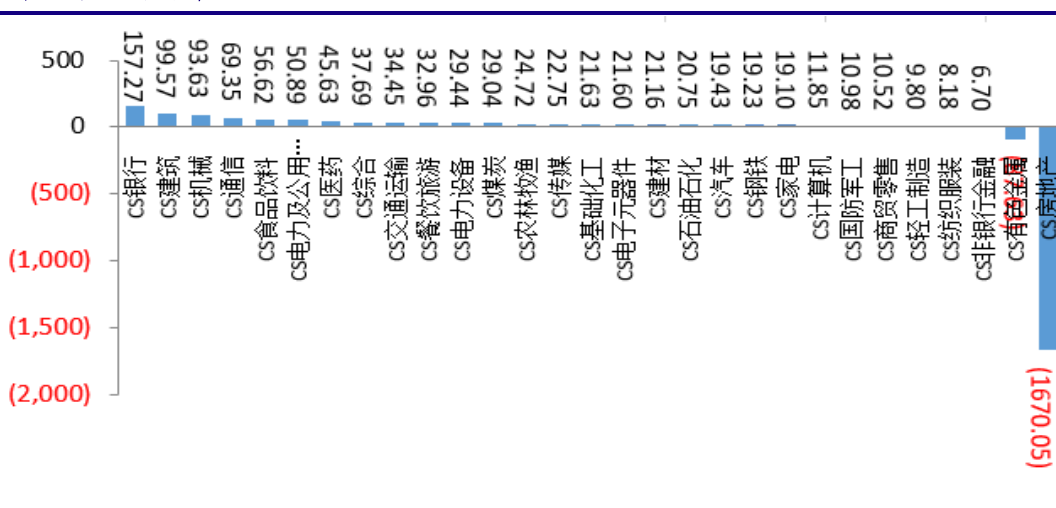 500
0
(500)
(1,000)
(1,500)
(2,000)
157.27
99.57
93.63
69.35
56.62
50.89
45.63
37.69
34.45
32.96
29.44
29.04
24.72
22.75
21.63
21.60
21.16
20.75
19.43
19.23
19.10
11.85
10.98
10.52
9.80
8.18
6.70
(1670.05)
CS银行
CS建筑
CS机械
CS通信
CS食品饮料
CS电力及公用…
CS医药
CS综合
CS交通运输
CS餐饮旅游
CS电力设备
CS煤炭
CS农林牧渔
CS传媒
CS基础化工
CS电子元器件
CS建材
CS石油石化
CS汽车
CS钢铁
CS家电
CS计算机
CS国防军工
CS商贸零售
CS轻工制造
CS纺织服装
CS非银行金融
CS有色金属
CS房地产